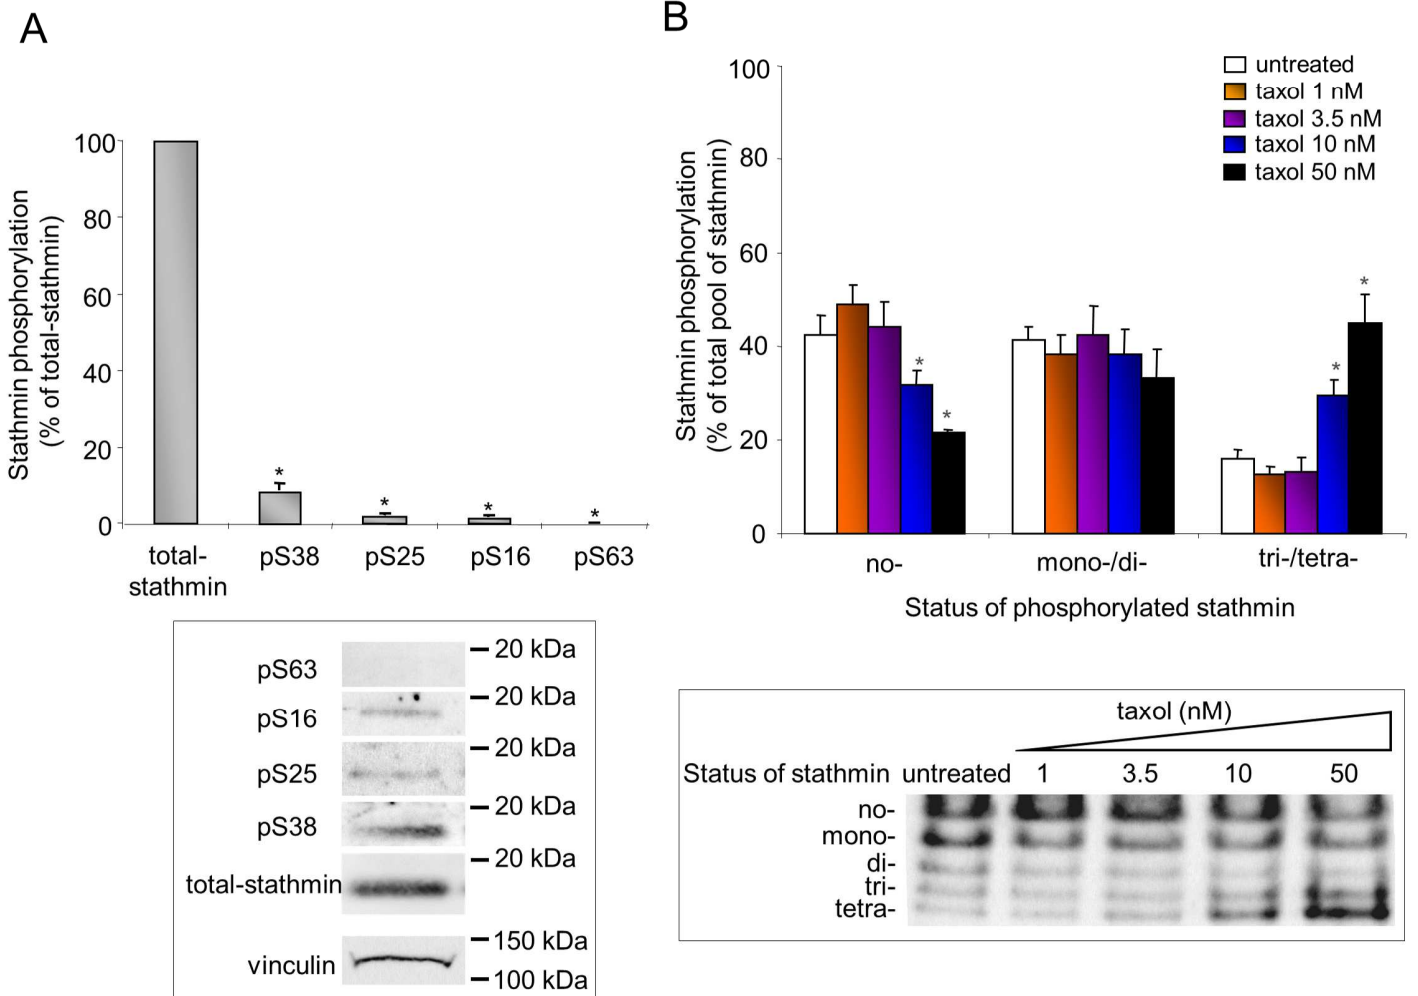 A
Stathmin phosphorylation
(% of total-stathmin)
100
80
60
40
20
0
*
*
*
*
total-
stathmin
pS38
pS25
pS16
pS63
pS63
20 kDa
pS16
20 kDa
pS25
20 kDa
pS38
20 kDa
total-stathmin
20 kDa
vinculin
150 kDa
100 kDa
B
Stathmin phosphorylation
(% of total pool of stathmin)
100
80
60
40
20
0
untreated
taxol 1 nM
taxol 3.5 nM
taxol 10 nM
taxol 50 nM
*
*
*
*
no-
mono-/di-
tri-/tetra-
Status of phosphorylated stathmin
taxol (nM)
Status of stathmin untreated 1 3.5 10 50
no-
mono-
di-
tri-
tetra-